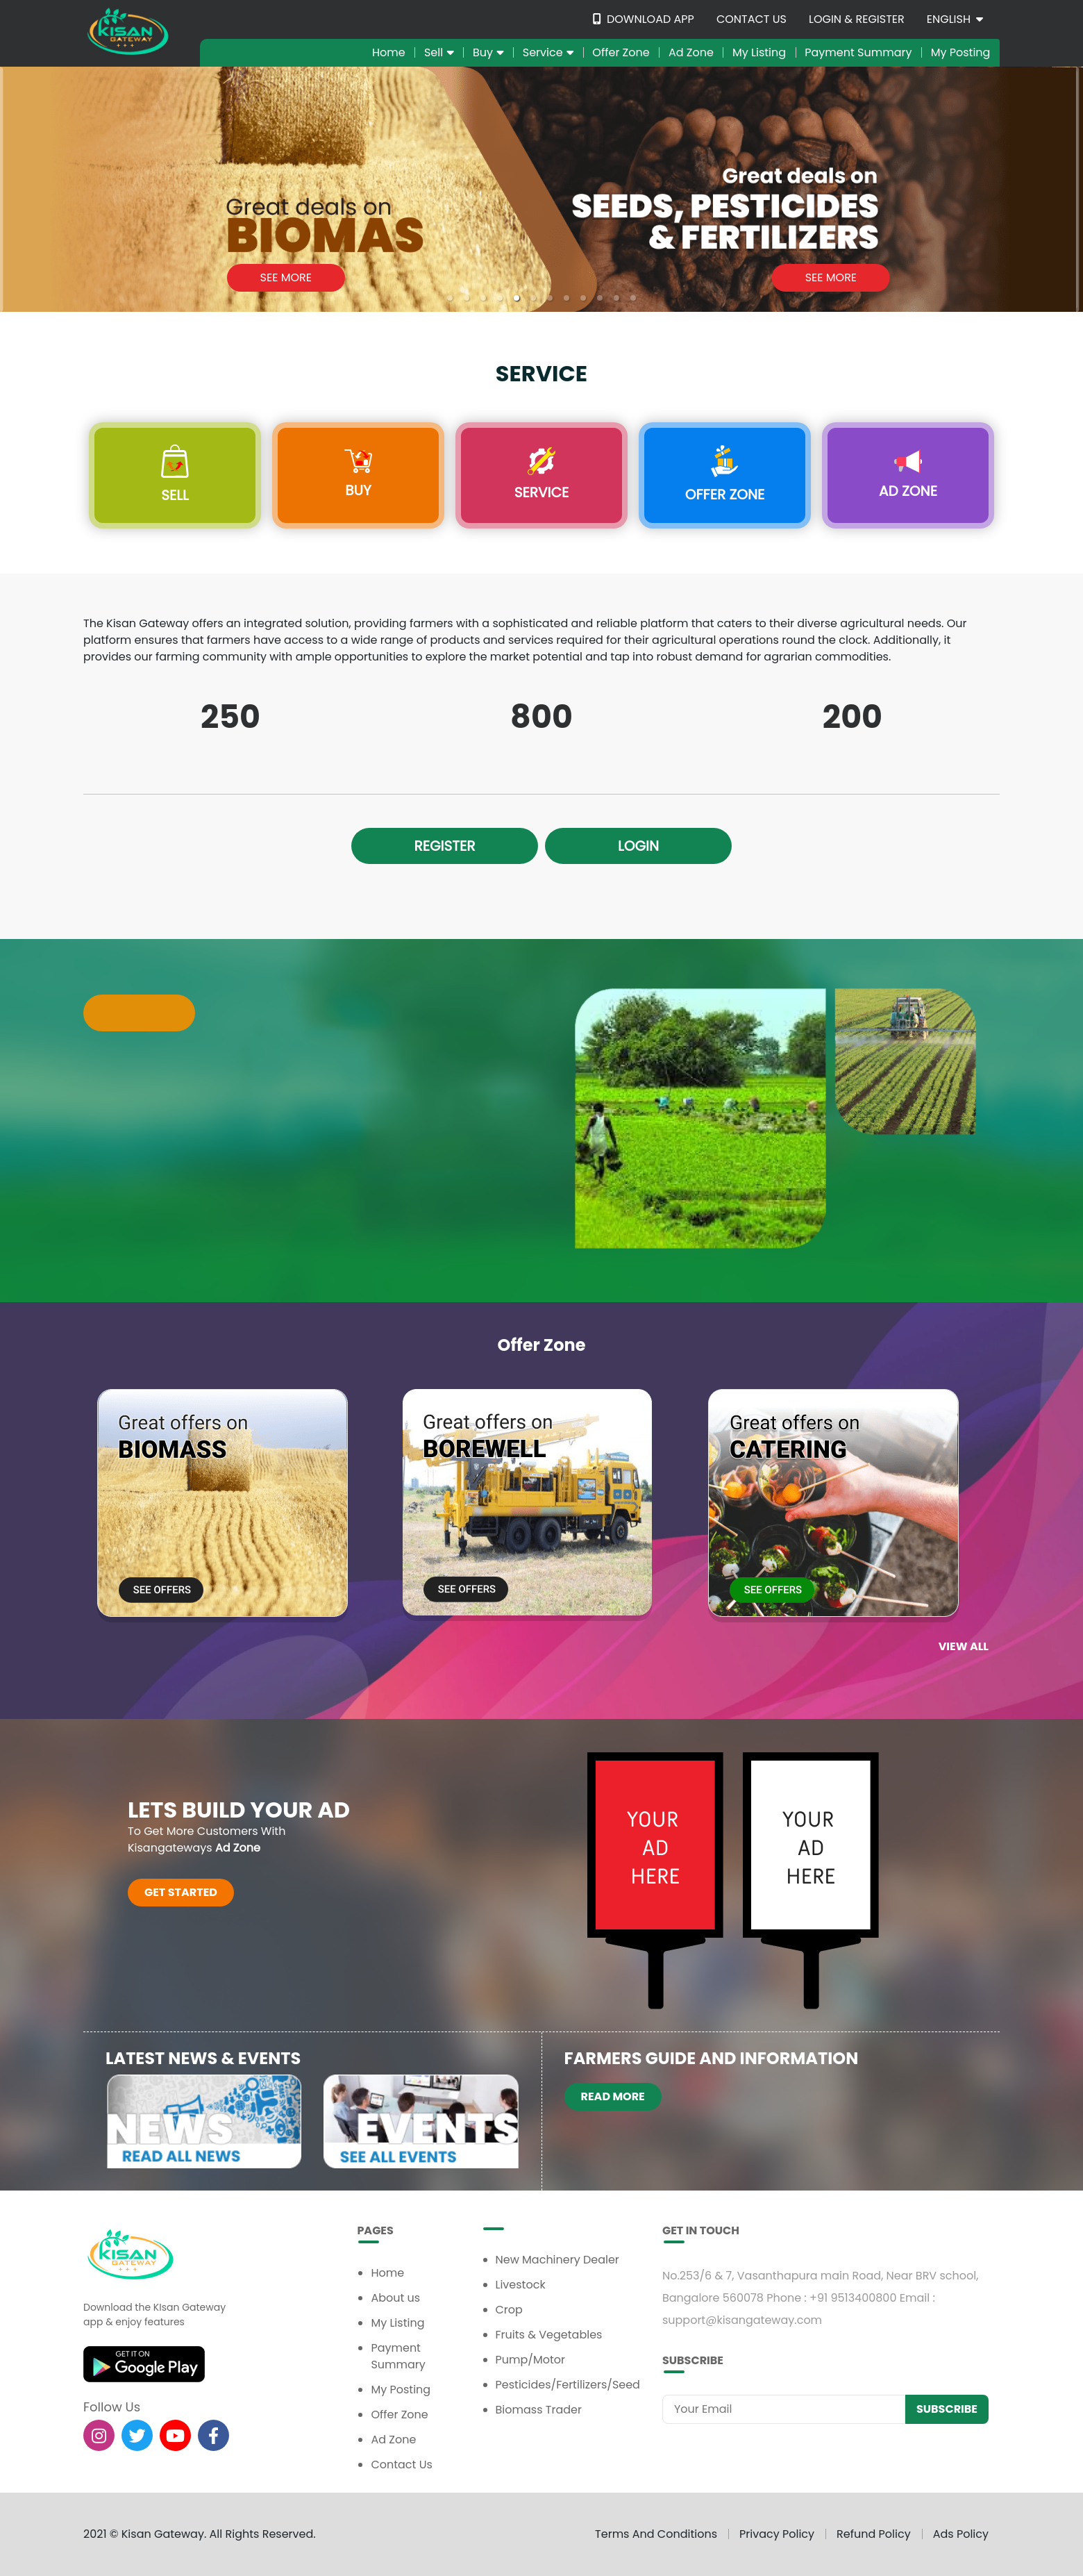 KISAN
GATEWAY
DOWNLOAD APP CONTACT US LOGIN & REGISTER ENGLISH
Home Sell Buy Service Offer Zone Ad Zone My Listing Payment Summary My Posting
Great deals on
BIOMAS
SEE MORE
Great deals on
SEEDS, PESTICIDES
& FERTILIZERS
SEE MORE
SERVICE
SELL
BUY
SERVICE
OFFER ZONE
AD ZONE
The Kisan Gateway offers an integrated solution, providing farmers with a sophisticated and reliable platform that caters to their diverse agricultural needs. Our
platform ensures that farmers have access to a wide range of products and services required for their agricultural operations round the clock. Additionally, it
provides our farming community with ample opportunities to explore the market potential and tap into robust demand for agrarian commodities.
250 800 200
REGISTER LOGIN
Offer Zone
Great offers on
BIOMASS
SEE OFFERS
Great offers on
BOREWELL
SEE OFFERS
Great offers on
CATERING
SEE OFFERS
VIEW ALL
LETS BUILD YOUR AD
To Get More Customers With
Kisangateways Ad Zone
GET STARTED
YOUR
AD
HERE
YOUR
AD
HERE
LATEST NEWS & EVENTS
NEWS
READ ALL NEWS
EVENTS
SEE ALL EVENTS
FARMERS GUIDE AND INFORMATION
READ MORE
KISAN
GATEWAY
Download the KIsan Gateway
app & enjoy features
GET IT ON
Google Play
Follow Us
PAGES
Home
About us
My Listing
Payment
Summary
My Posting
Offer Zone
Ad Zone
Contact Us
New Machinery Dealer
Livestock
Crop
Fruits & Vegetables
Pump/Motor
Pesticides/Fertilizers/Seed
Biomass Trader
GET IN TOUCH
No.253/6 & 7, Vasanthapura main Road, Near BRV school,
Bangalore 560078 Phone : +91 9513400800 Email :
support@kisangateway.com
SUBSCRIBE
Your Email SUBSCRIBE
2021 © Kisan Gateway. All Rights Reserved.
Terms And Conditions Privacy Policy Refund Policy Ads Policy